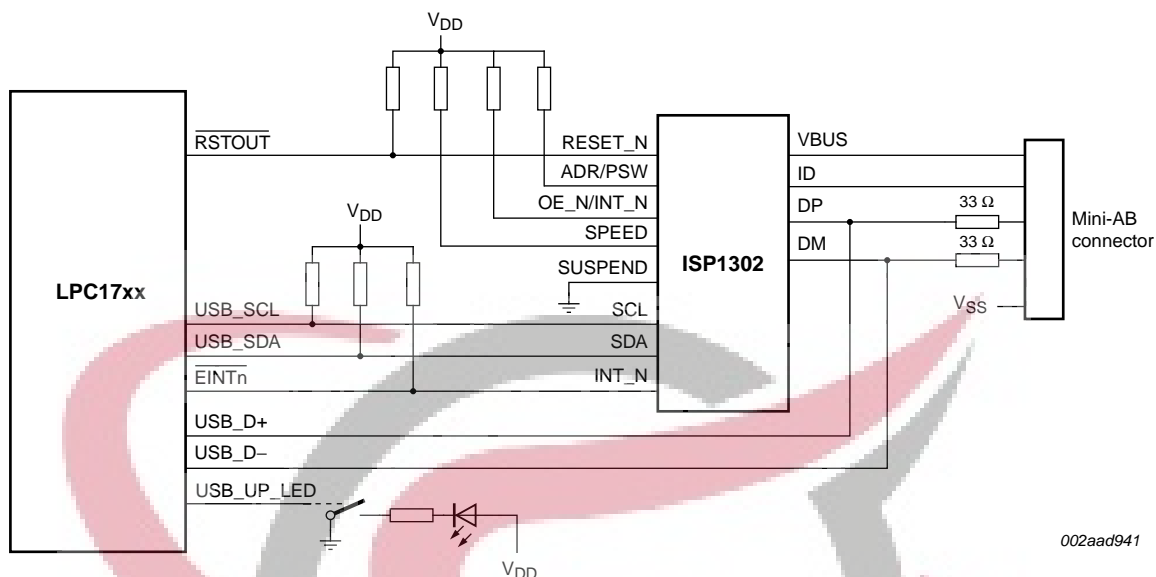 VDD
RSTOUT
RESET_N
ADR/PSW
OE_N/INT_N
SPEED
SUSPEND
VDD
LPC17xx
USB_SCL
SCL
USB_SDA
SDA
EINTn
INT_N
USB_D+
USB_D−
USB_UP_LED
VDD
ISP1302
VBUS
ID
DP
33 Ω
DM
33 Ω
Mini-AB
connector
VSS
002aad941